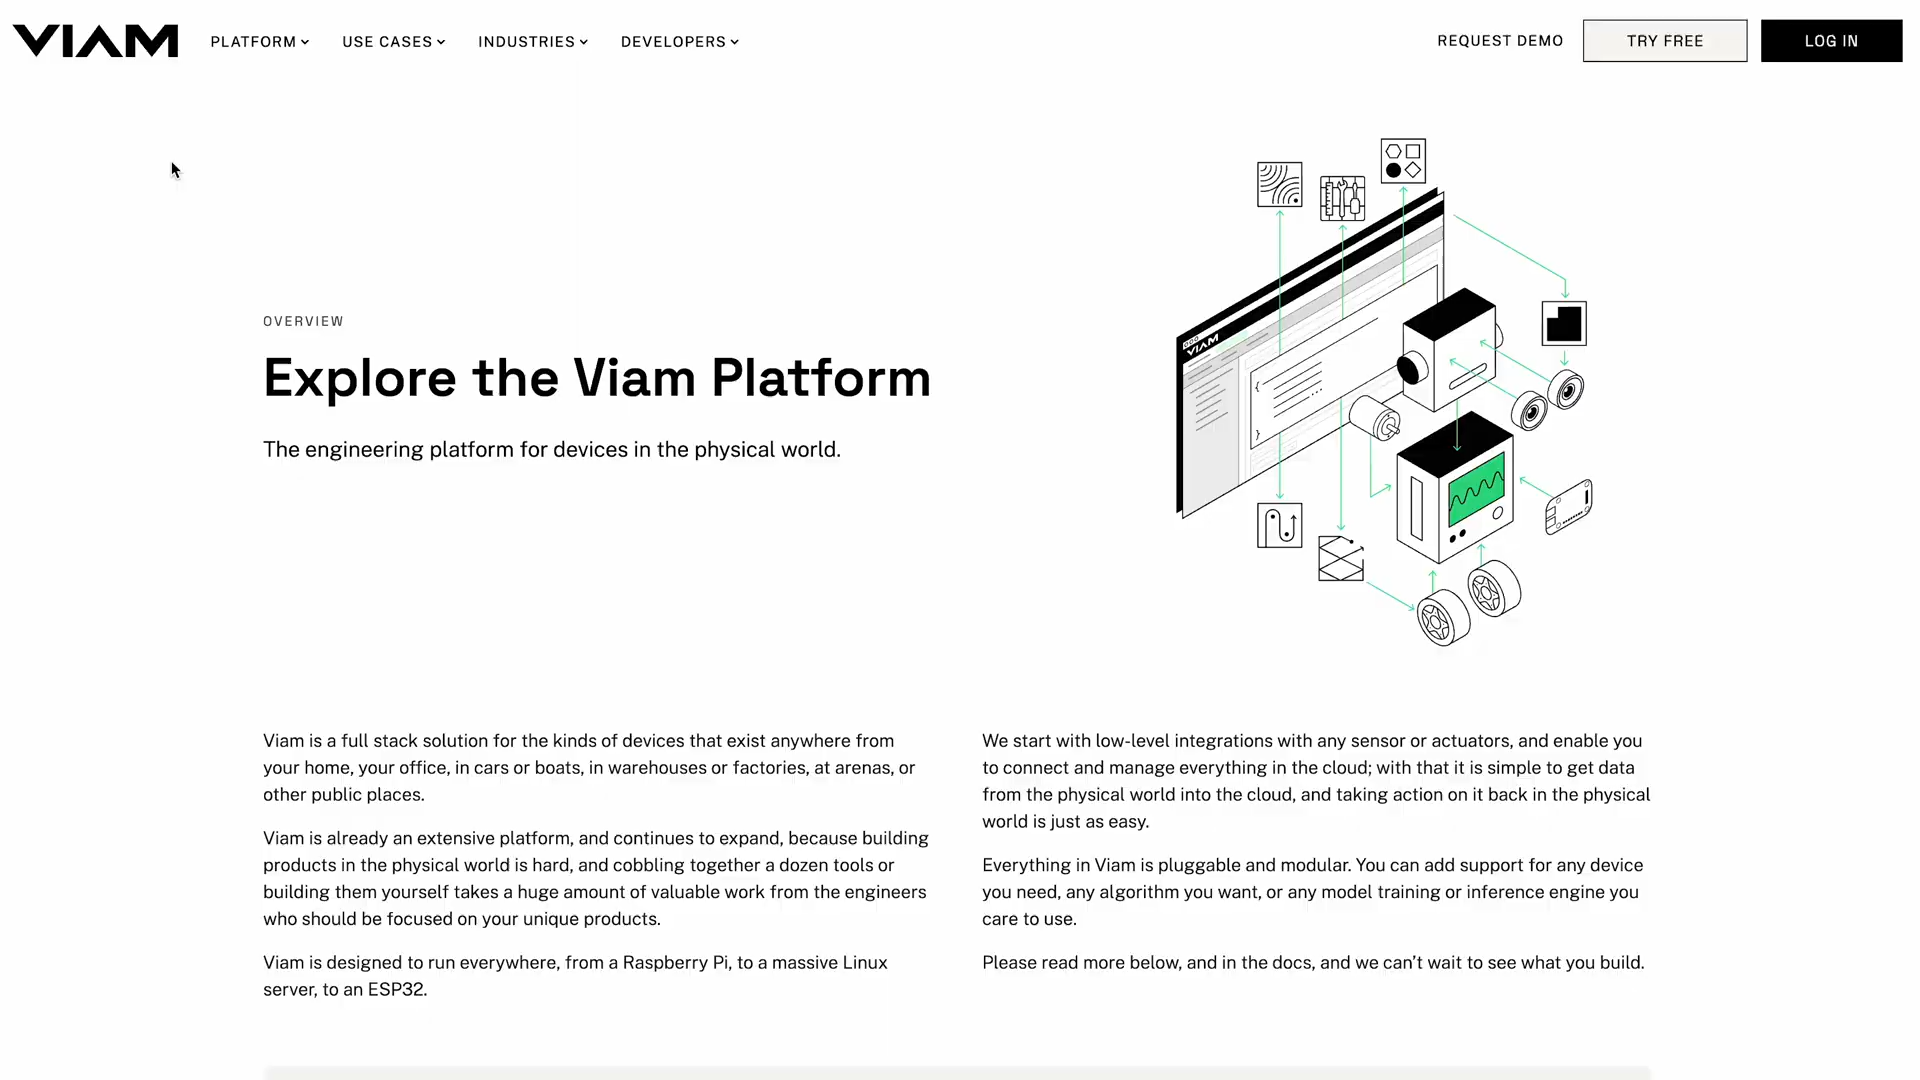 VIAM
PLATFORM
USE CASES
INDUSTRIES
DEVELOPERS
REQUEST DEMO
TRY FREE
LOG IN
VIAM
OVERVIEW
Explore the Viam Platform
The engineering platform for devices in the physical world.
Viam is a full stack solution for the kinds of devices that exist anywhere from
your home, your office, in cars or boats, in warehouses or factories, at arenas, or
other public places.
Viam is already an extensive platform, and continues to expand, because building
products in the physical world is hard, and cobbling together a dozen tools or
building them yourself takes a huge amount of valuable work from the engineers
who should be focused on your unique products.
Viam is designed to run everywhere, from a Raspberry Pi, to a massive Linux
server, to an ESP32.
We start with low-level integrations with any sensor or actuators, and enable you
to connect and manage everything in the cloud; with that it is simple to get data
from the physical world into the cloud, and taking action on it back in the physical
world is just as easy.
Everything in Viam is pluggable and modular. You can add support for any device
you need, any algorithm you want, or any model training or inference engine you
care to use.
Please read more below, and in the docs, and we can’t wait to see what you build.